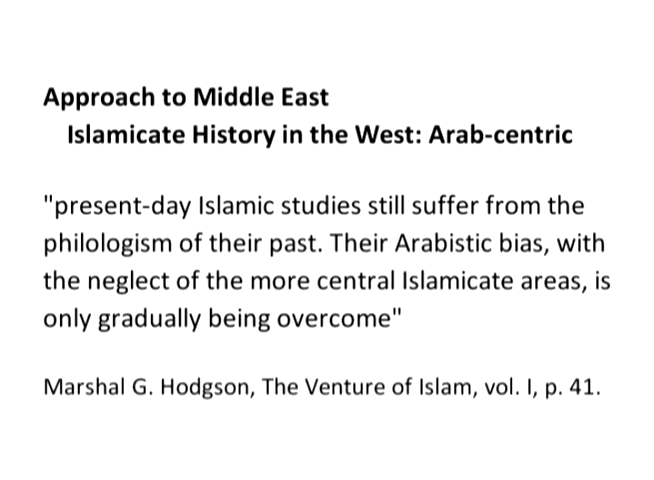 Approach to Middle East
Islamicate History in the West: Arab-centric
"present-day Islamic studies still suffer from the
philologism of their past. Their Arabistic bias, with
the neglect of the more central Islamicate areas, is
only gradually being overcome"
Marshal G. Hodgson, The Venture of Islam, vol. I, p. 41.